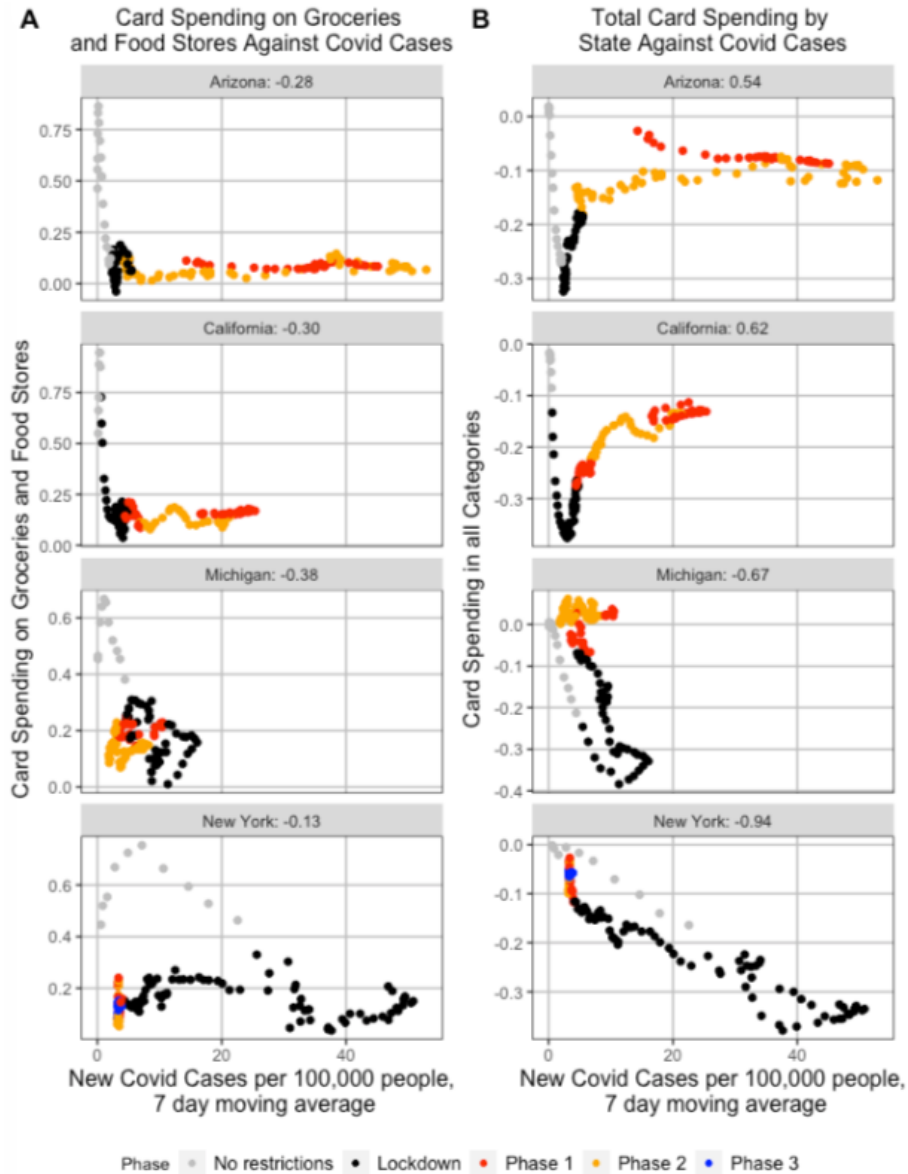 A
Card Spending on Groceries
and Food Stores Against Covid Cases
B
Total Card Spending by
State Against Covid Cases
Card Spending on Groceries and Food Stores
Arizona: -0.28
0.75
0.50
0.25
0.00
California: -0.30
0.75
0.50
0.25
0.00
Michigan: -0.38
0.6
0.4
0.2
0.0
New York: -0.13
0.6
0.4
0.2
0
20
40
New Covid Cases per 100,000 people,
7 day moving average
Card Spending in all Categories
Arizona: 0.54
0.0
-0.1
-0.2
-0.3
California: 0.62
0.0
-0.1
-0.2
-0.3
Michigan: -0.67
0.0
-0.1
-0.2
-0.3
-0.4
New York: -0.94
0.0
-0.1
-0.2
-0.3
0
20
40
New Covid Cases per 100,000 people,
7 day moving average
Phase No restrictions Lockdown Phase 1 Phase 2 Phase 3